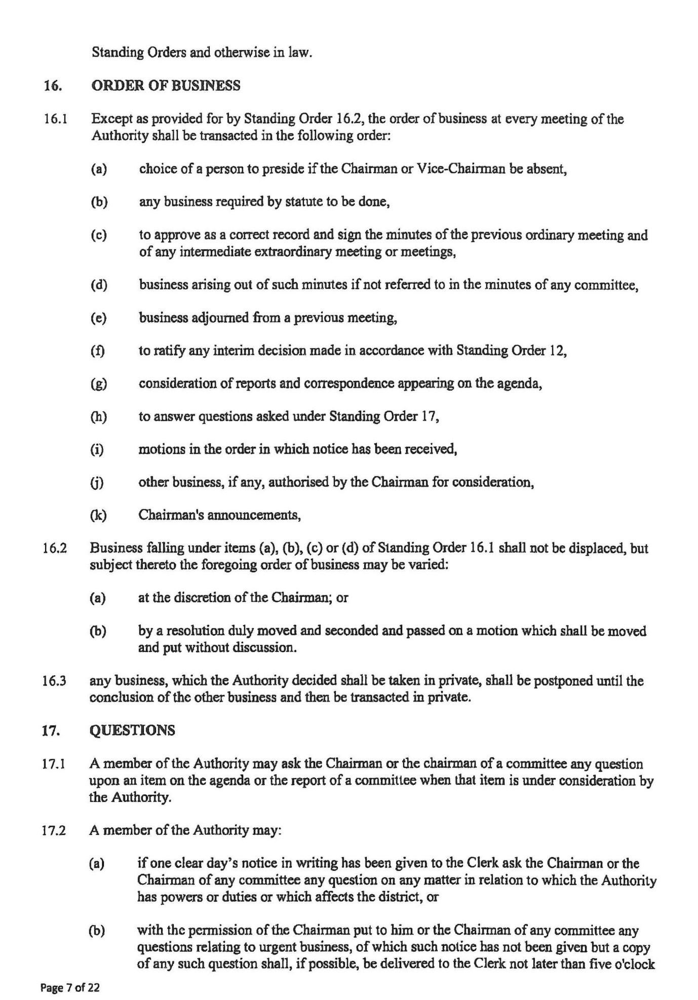 Standing Orders and otherwise in law.
16. ORDER OF BUSINESS
16.1 Except as provided for by Standing Order 16.2, the order of business at every meeting of the
Authority shall be transacted in the following order:
(a) choice of a person to preside if the Chairman or Vice-Chairman be absent,
(b) any business required by statute to be done,
(c) to approve as a correct record and sign the minutes of the previous ordinary meeting and
of any intermediate extraordinary meeting or meetings,
(d) business arising out of such minutes if not referred to in the minutes of any committee,
(e) business adjourned from a previous meeting,
(f) to ratify any interim decision made in accordance with Standing Order 12,
(g) consideration of reports and correspondence appearing on the agenda,
(h) to answer questions asked under Standing Order 17,
(i) motions in the order in which notice has been received,
(j) other business, if any, authorised by the Chairman for consideration,
(k) Chairman's announcements,
16.2 Business falling under items (a), (b), (c) or (d) of Standing Order 16.1 shall not be displaced, but
subject thereto the foregoing order of business may be varied:
(a) at the discretion of the Chairman; or
(b) by a resolution duly moved and seconded and passed on a motion which shall be moved
and put without discussion.
16.3 any business, which the Authority decided shall be taken in private, shall be postponed until the
conclusion of the other business and then be transacted in private.
17. QUESTIONS
17.1 A member of the Authority may ask the Chairman or the chairman of a committee any question
upon an item on the agenda or the report of a committee when that item is under consideration by
the Authority.
17.2 A member of the Authority may:
(a) if one clear day’s notice in writing has been given to the Clerk ask the Chairman or the
Chairman of any committee any question on any matter in relation to which the Authority
has powers or duties or which affects the district, or
(b) with the permission of the Chairman put to him or the Chairman of any committee any
questions relating to urgent business, of which such notice has not been given but a copy
of any such question shall, if possible, be delivered to the Clerk not later than five o'clock
Page 7 of 22